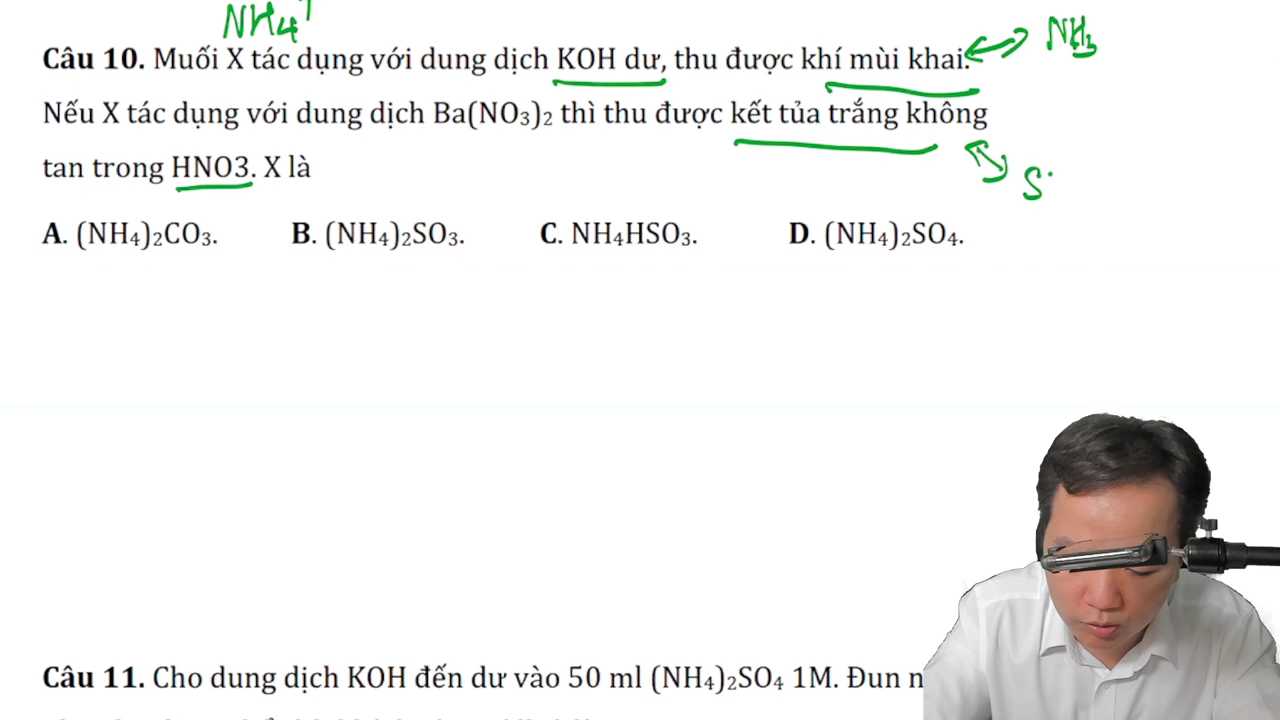 NH₄⁺
Câu 10. Muối X tác dụng với dung dịch KOH dư, thu được khí mùi khai. NH₃
Nếu X tác dụng với dung dịch Ba(NO₃)₂ thì thu được kết tủa trắng không
tan trong HNO3. X là S
A. (NH₄)₂CO₃. B. (NH₄)₂SO₃. C. NH₄HSO₃. D. (NH₄)₂SO₄.
Câu 11. Cho dung dịch KOH đến dư vào 50 ml (NH₄)₂SO₄ 1M. Đun